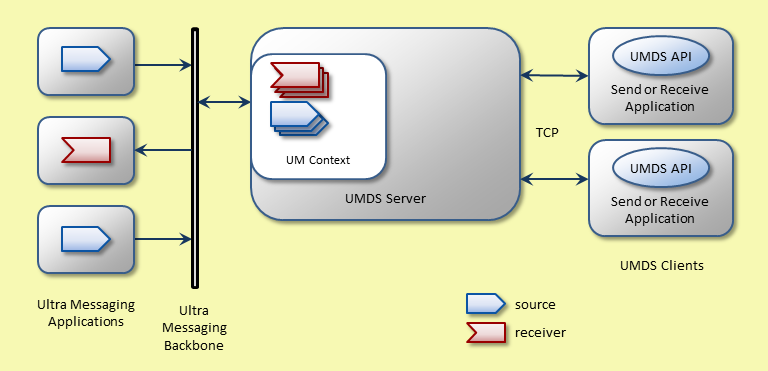 UMDS API
Send or Receive
Application
UM Context
TCP
UMDS API
Send or Receive
Application
UMDS Server
UMDS Clients
Ultra Messaging
Applications
Ultra
Messaging
Backbone
source
receiver